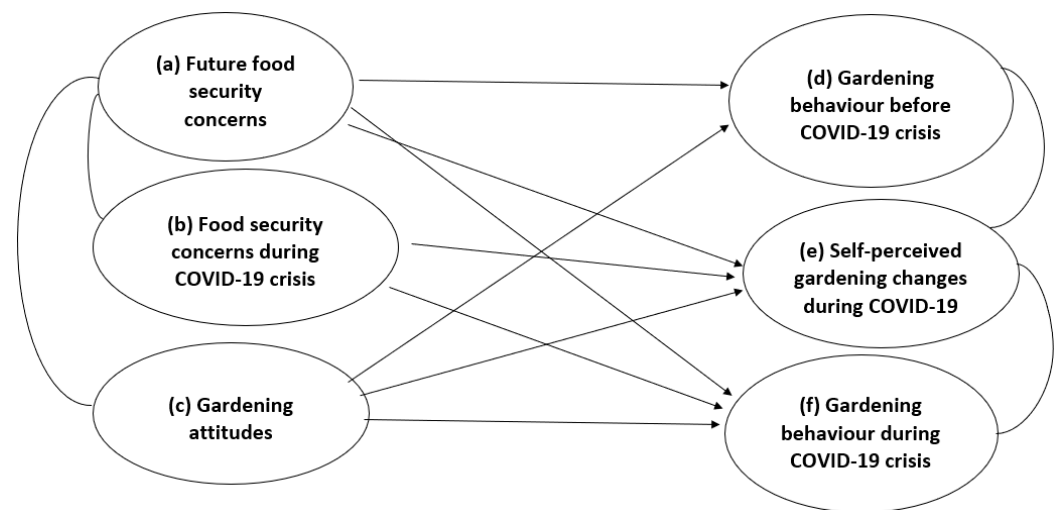 (a) Future food
security
concerns
(b) Food security
concerns during
COVID-19 crisis
(c) Gardening
attitudes
(d) Gardening
behaviour before
COVID-19 crisis
(e) Self-perceived
gardening changes
during COVID-19
(f) Gardening
behaviour during
COVID-19 crisis